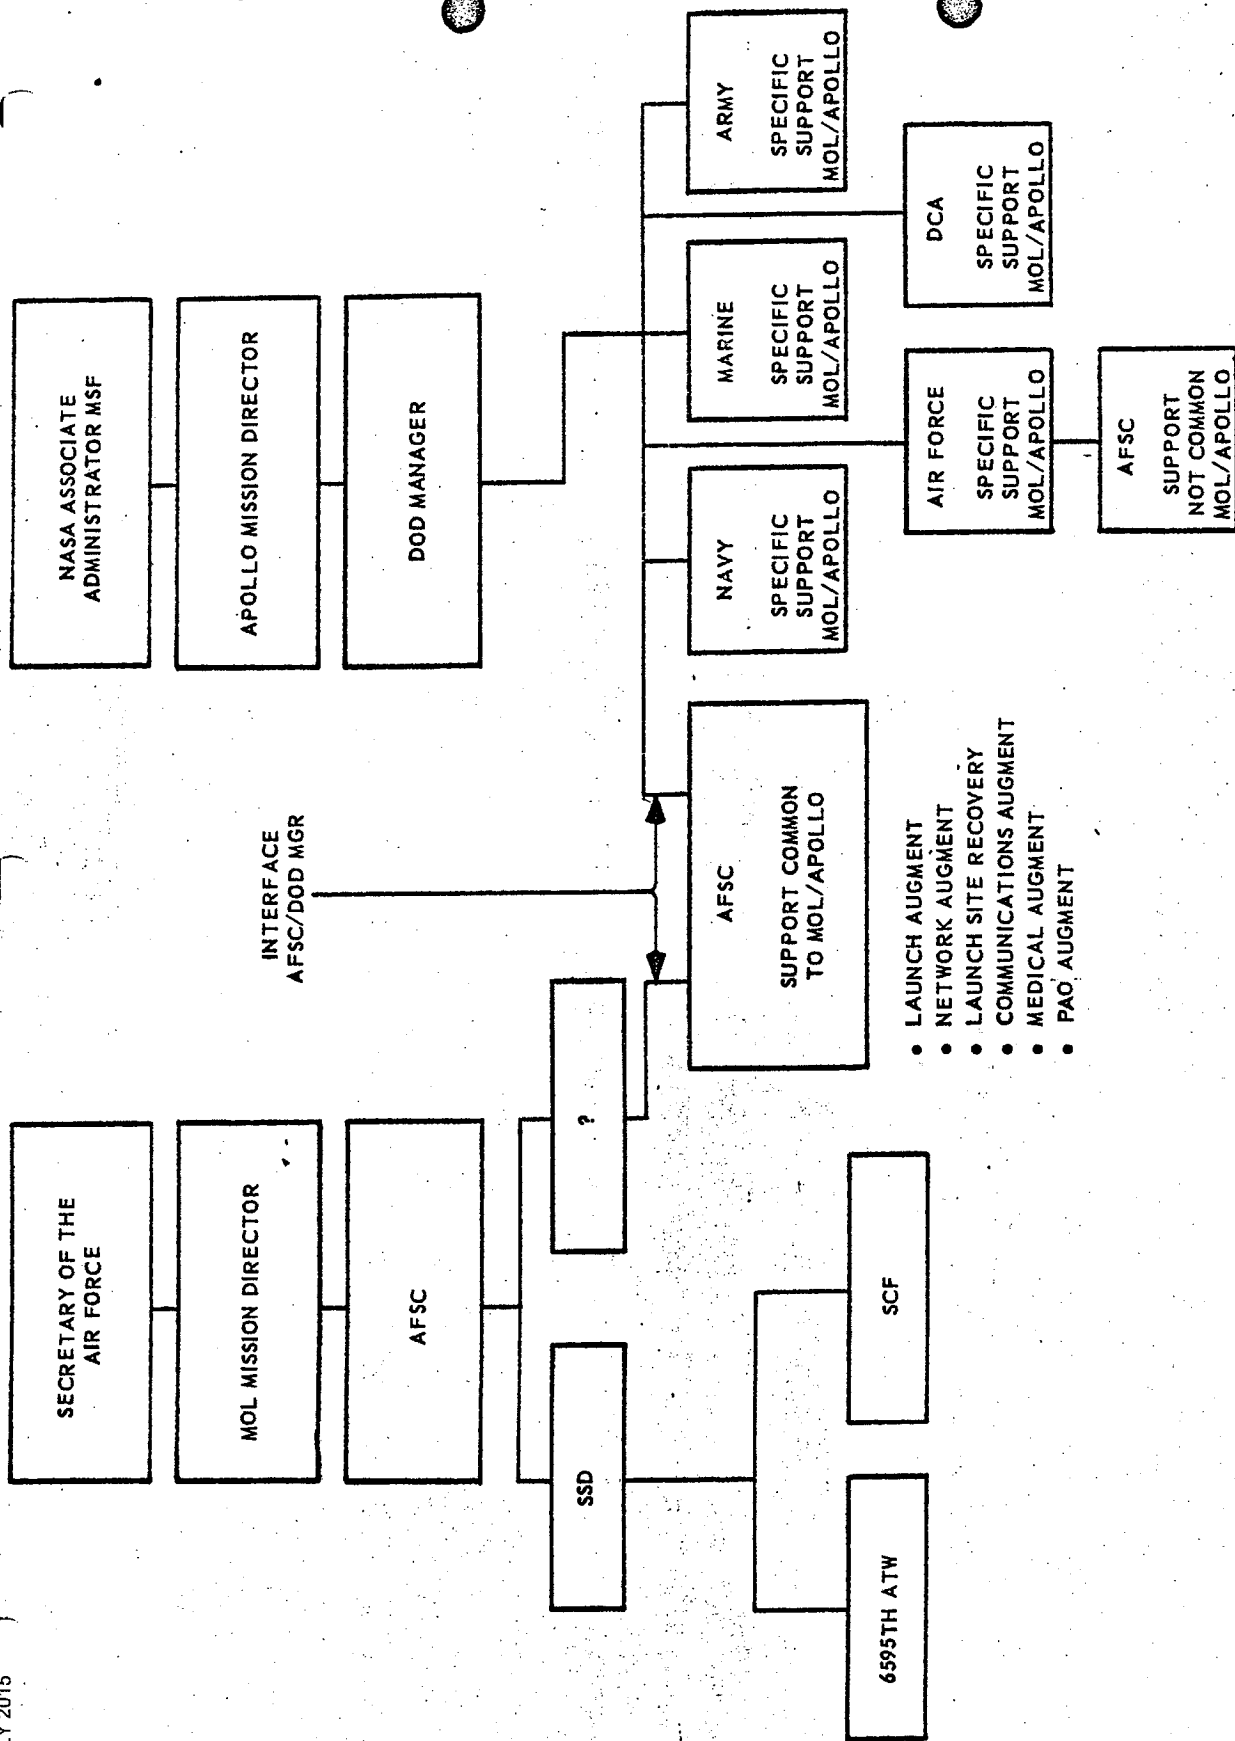 Y 2015
SECRETARY OF THE
AIR FORCE
MOL MISSION DIRECTOR
AFSC
SSD
?
6595TH ATW
SCF
INTERFACE
AFSC/DOD MGR
NASA ASSOCIATE
ADMINISTRATOR MSF
APOLLO MISSION DIRECTOR
DOD MANAGER
AFSC
SUPPORT COMMON
TO MOL/APOLLO
• LAUNCH AUGMENT
• NETWORK AUGMENT
• LAUNCH SITE RECOVERY
• COMMUNICATIONS AUGMENT
• MEDICAL AUGMENT
• PAO AUGMENT
NAVY
SPECIFIC
SUPPORT
MOL/APOLLO
MARINE
SPECIFIC
SUPPORT
MOL/APOLLO
ARMY
SPECIFIC
SUPPORT
MOL/APOLLO
AIR FORCE
SPECIFIC
SUPPORT
MOL/APOLLO
DCA
SPECIFIC
SUPPORT
MOL/APOLLO
AFSC
SUPPORT
NOT COMMON
MOL/APOLLO